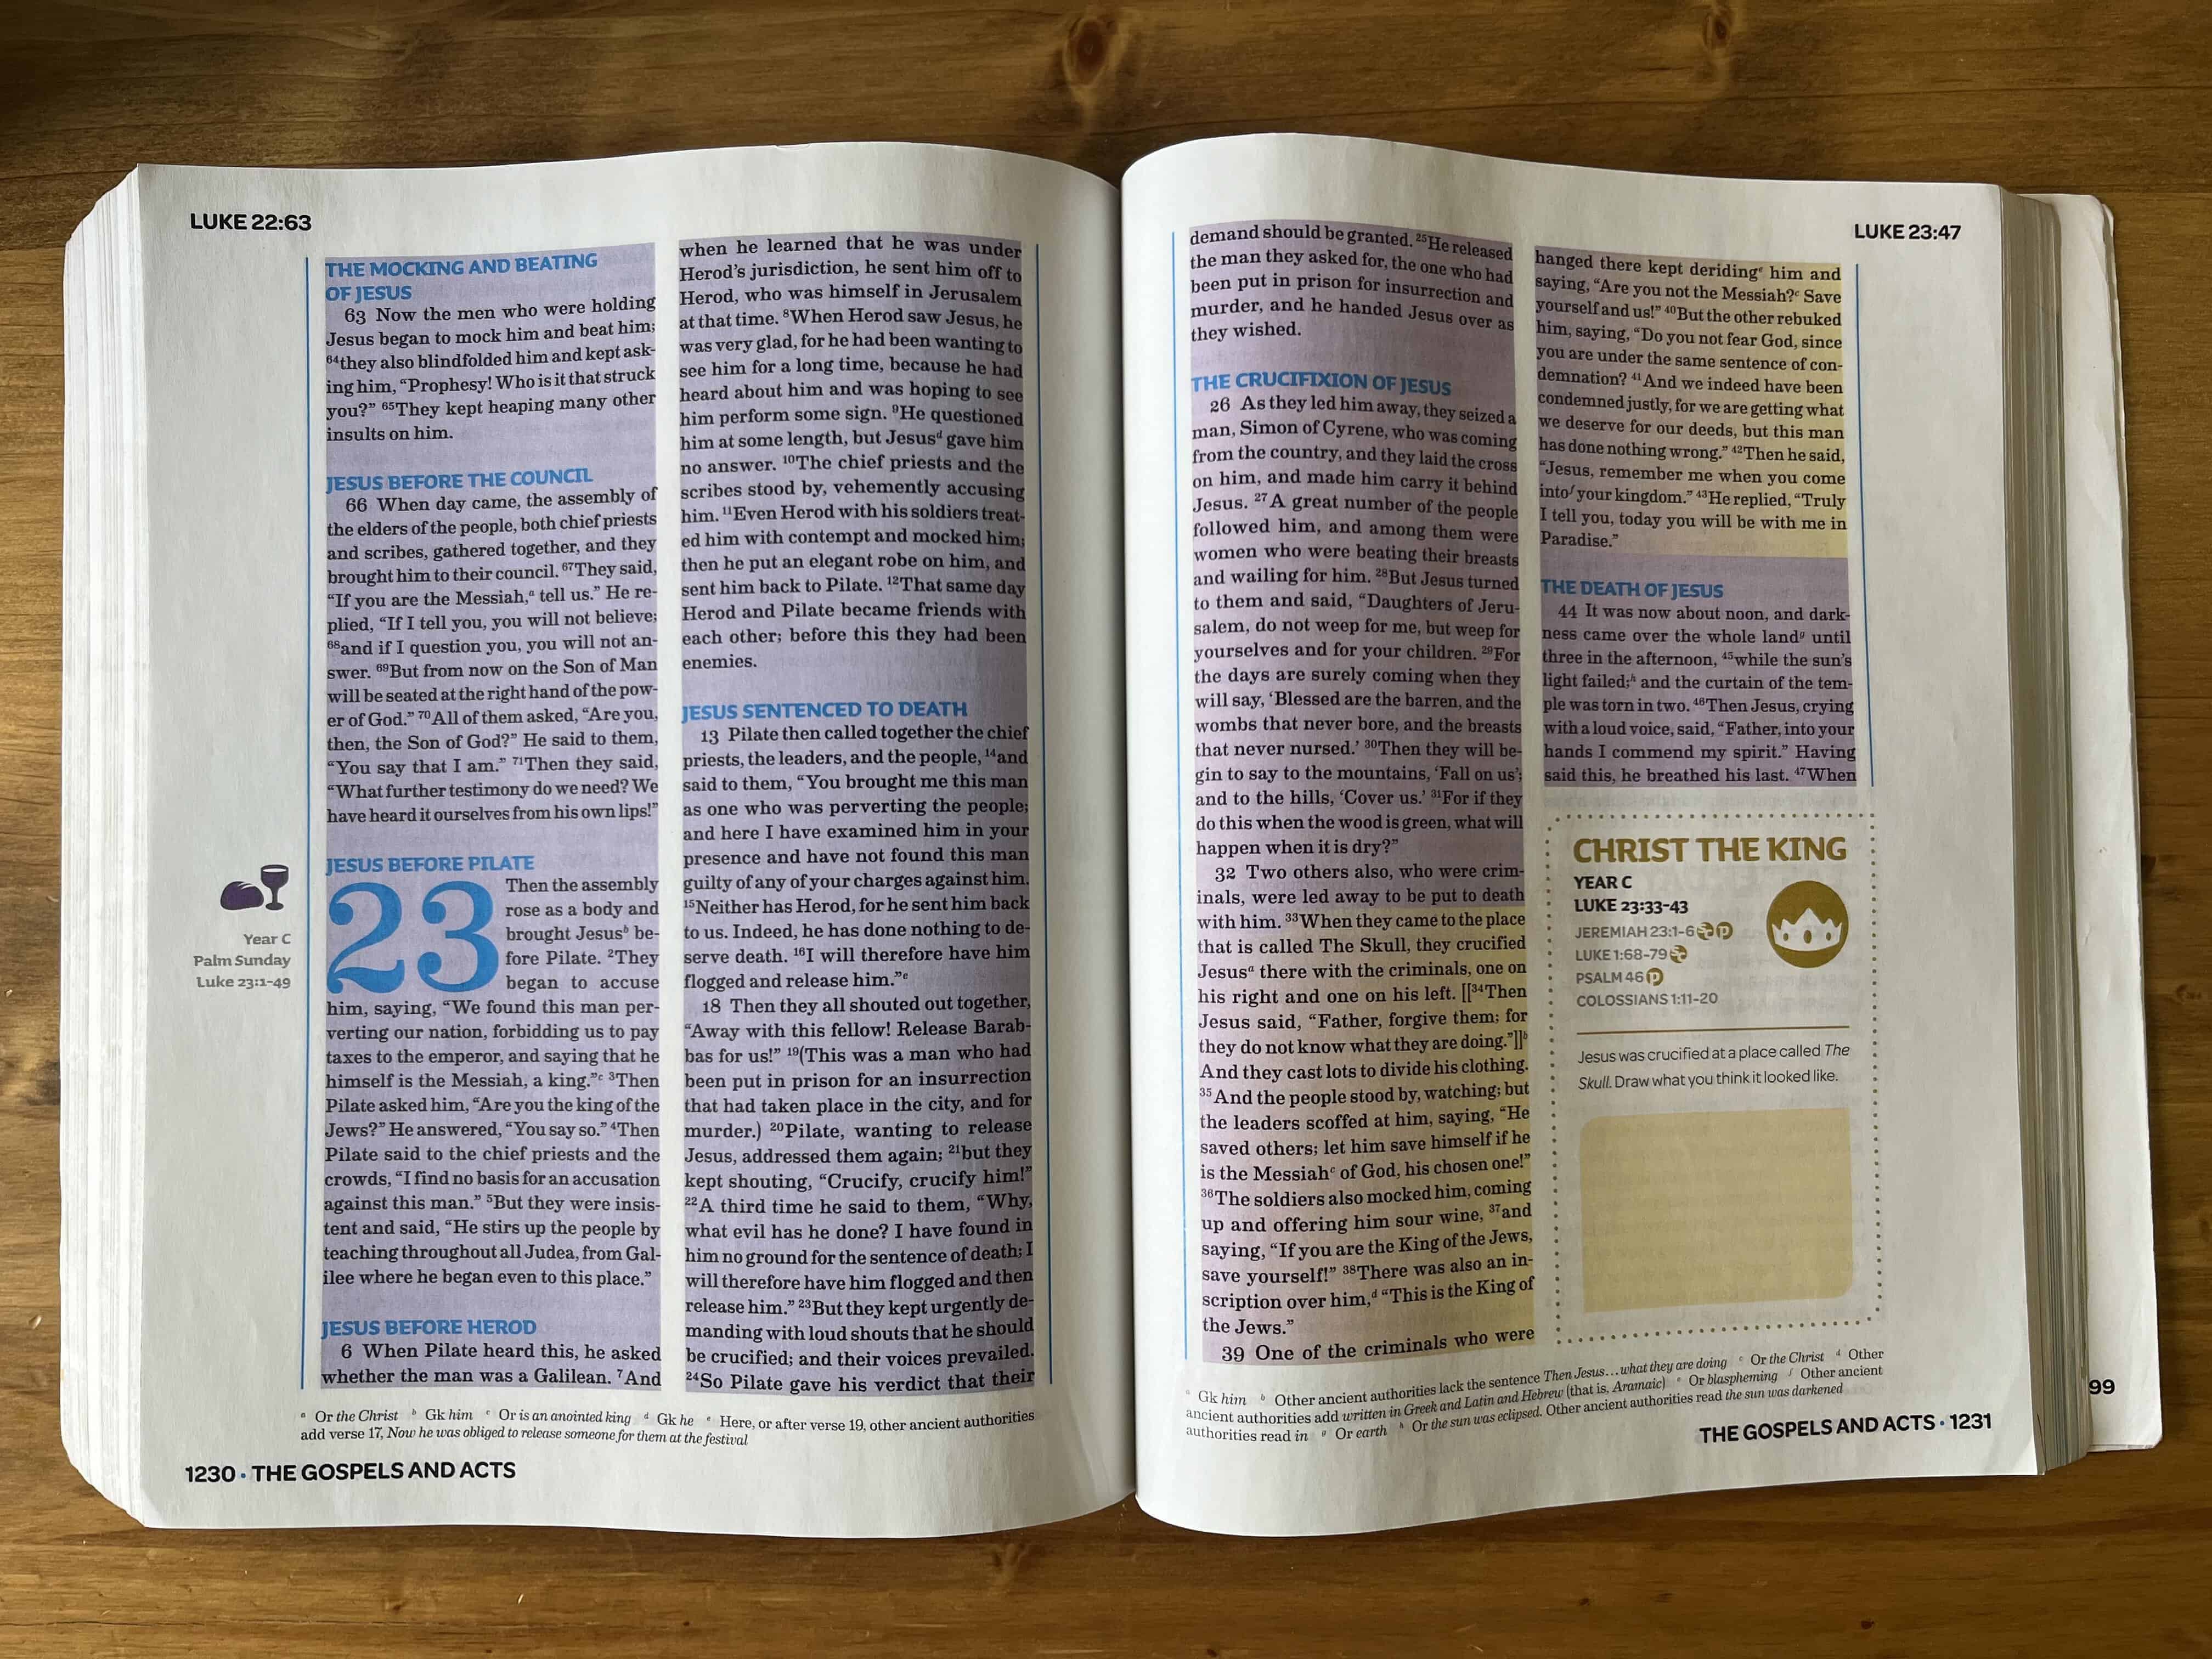 LUKE 22:63
THE MOCKING AND BEATING
OF JESUS
63 Now the men who were holding
Jesus began to mock him and beat him;
64they also blindfolded him and kept ask-
ing him, “Prophesy! Who is it that struck
you?” 65They kept heaping many other
insults on him.
JESUS BEFORE THE COUNCIL
66 When day came, the assembly of
the elders of the people, both chief priests
and scribes, gathered together, and they
brought him to their council. 67They said,
“If you are the Messiah,a tell us.” He re-
plied, “If I tell you, you will not believe;
68and if I question you, you will not an-
swer. 69But from now on the Son of Man
will be seated at the right hand of the pow-
er of God.” 70All of them asked, “Are you,
then, the Son of God?” He said to them,
“You say that I am.” 71Then they said,
“What further testimony do we need? We
have heard it ourselves from his own lips!”
JESUS BEFORE PILATE
23 Then the assembly
rose as a body and
brought Jesusb be-
fore Pilate. 2They
began to accuse
him, saying, “We found this man per-
verting our nation, forbidding us to pay
taxes to the emperor, and saying that he
himself is the Messiah, a king.”c 3Then
Pilate asked him, “Are you the king of the
Jews?” He answered, “You say so.” 4Then
Pilate said to the chief priests and the
crowds, “I find no basis for an accusation
against this man.” 5But they were insis-
tent and said, “He stirs up the people by
teaching throughout all Judea, from Gal-
ilee where he began even to this place.”
Year C
Palm Sunday
Luke 23:1-49
JESUS BEFORE HEROD
6 When Pilate heard this, he asked
whether the man was a Galilean. 7And
when he learned that he was under
Herod’s jurisdiction, he sent him off to
Herod, who was himself in Jerusalem
at that time. 8When Herod saw Jesus, he
was very glad, for he had been wanting to
see him for a long time, because he had
heard about him and was hoping to see
him perform some sign. 9He questioned
him at some length, but Jesusd gave him
no answer. 10The chief priests and the
scribes stood by, vehemently accusing
him. 11Even Herod with his soldiers treat-
ed him with contempt and mocked him;
then he put an elegant robe on him, and
sent him back to Pilate. 12That same day
Herod and Pilate became friends with
each other; before this they had been
enemies.
JESUS SENTENCED TO DEATH
13 Pilate then called together the chief
priests, the leaders, and the people, 14and
said to them, “You brought me this man
as one who was perverting the people;
and here I have examined him in your
presence and have not found this man
guilty of any of your charges against him.
15Neither has Herod, for he sent him back
to us. Indeed, he has done nothing to de-
serve death. 16I will therefore have him
flogged and release him.”e
18 Then they all shouted out together,
“Away with this fellow! Release Barab-
bas for us!” 19(This was a man who had
been put in prison for an insurrection
that had taken place in the city, and for
murder.) 20Pilate, wanting to release
Jesus, addressed them again; 21but they
kept shouting, “Crucify, crucify him!”
22A third time he said to them, “Why,
what evil has he done? I have found in
him no ground for the sentence of death; I
will therefore have him flogged and then
release him.” 23But they kept urgently de-
manding with loud shouts that he should
be crucified; and their voices prevailed.
24So Pilate gave his verdict that their
a Or the Christ b Gk him c Or is an anointed king d Gk he e Here, or after verse 19, other ancient authorities
add verse 17, Now he was obliged to release someone for them at the festival
1230 • THE GOSPELS AND ACTS
LUKE 23:47
demand should be granted. 25He released
the man they asked for, the one who had
been put in prison for insurrection and
murder, and he handed Jesus over as
they wished.
THE CRUCIFIXION OF JESUS
26 As they led him away, they seized a
man, Simon of Cyrene, who was coming
from the country, and they laid the cross
on him, and made him carry it behind
Jesus. 27A great number of the people
followed him, and among them were
women who were beating their breasts
and wailing for him. 28But Jesus turned
to them and said, “Daughters of Jeru-
salem, do not weep for me, but weep for
yourselves and for your children. 29For
the days are surely coming when they
will say, ‘Blessed are the barren, and the
wombs that never bore, and the breasts
that never nursed.’ 30Then they will be-
gin to say to the mountains, ‘Fall on us’;
and to the hills, ‘Cover us.’ 31For if they
do this when the wood is green, what will
happen when it is dry?”
32 Two others also, who were crim-
inals, were led away to be put to death
with him. 33When they came to the place
that is called The Skull, they crucified
Jesusa there with the criminals, one on
his right and one on his left. [[34Then
Jesus said, “Father, forgive them; for
they do not know what they are doing.”]]b
And they cast lots to divide his clothing.
35And the people stood by, watching; but
the leaders scoffed at him, saying, “He
saved others; let him save himself if he
is the Messiahc of God, his chosen one!”
36The soldiers also mocked him, coming
up and offering him sour wine, 37and
saying, “If you are the King of the Jews,
save yourself!” 38There was also an in-
scription over him,d “This is the King of
the Jews.”
39 One of the criminals who were
hanged there kept deridinge him and
saying, “Are you not the Messiah?c Save
yourself and us!” 40But the other rebuked
him, saying, “Do you not fear God, since
you are under the same sentence of con-
demnation? 41And we indeed have been
condemned justly, for we are getting what
we deserve for our deeds, but this man
has done nothing wrong.” 42Then he said,
“Jesus, remember me when you come
intof your kingdom.” 43He replied, “Truly
I tell you, today you will be with me in
Paradise.”
THE DEATH OF JESUS
44 It was now about noon, and dark-
ness came over the whole landg until
three in the afternoon, 45while the sun’s
light failed;h and the curtain of the tem-
ple was torn in two. 46Then Jesus, crying
with a loud voice, said, “Father, into your
hands I commend my spirit.” Having
said this, he breathed his last. 47When
CHRIST THE KING
YEAR C
LUKE 23:33-43
JEREMIAH 23:1-6 sc p
LUKE 1:68-79 sc
PSALM 46 p
COLOSSIANS 1:11-20
Jesus was crucified at a place called The
Skull. Draw what you think it looked like.
a Gk him b Other ancient authorities lack the sentence Then Jesus...what they are doing c Or the Christ d Other
ancient authorities add written in Greek and Latin and Hebrew (that is, Aramaic) e Or blaspheming f Other ancient
authorities read in g Or earth h Or the sun was eclipsed. Other ancient authorities read the sun was darkened
THE GOSPELS AND ACTS • 1231
99